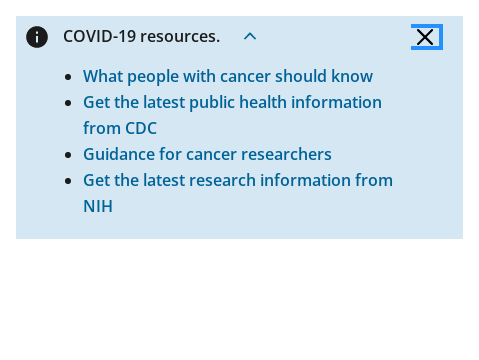 COVID-19 resources.
What people with cancer should know
Get the latest public health information
from CDC
Guidance for cancer researchers
Get the latest research information from
NIH